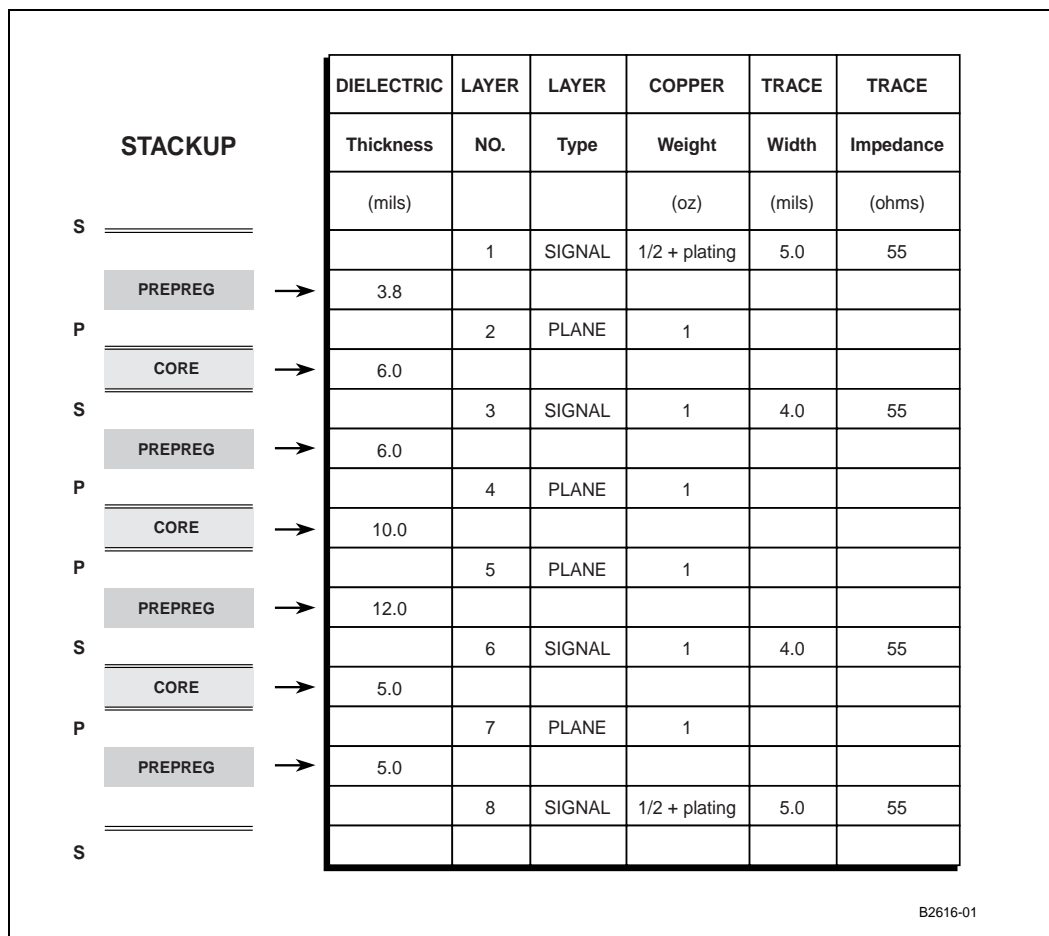 DIELECTRIC LAYER LAYER COPPER TRACE TRACE
STACKUP Thickness NO. Type Weight Width Impedance
(mils) (oz) (mils) (ohms)
S
1 SIGNAL 1/2 + plating 5.0 55
PREPREG 3.8
P 2 PLANE 1
CORE 6.0
S 3 SIGNAL 1 4.0 55
PREPREG 6.0
P 4 PLANE 1
CORE 10.0
P 5 PLANE 1
PREPREG 12.0
S 6 SIGNAL 1 4.0 55
CORE 5.0
P 7 PLANE 1
PREPREG 5.0
8 SIGNAL 1/2 + plating 5.0 55
S
B2616-01